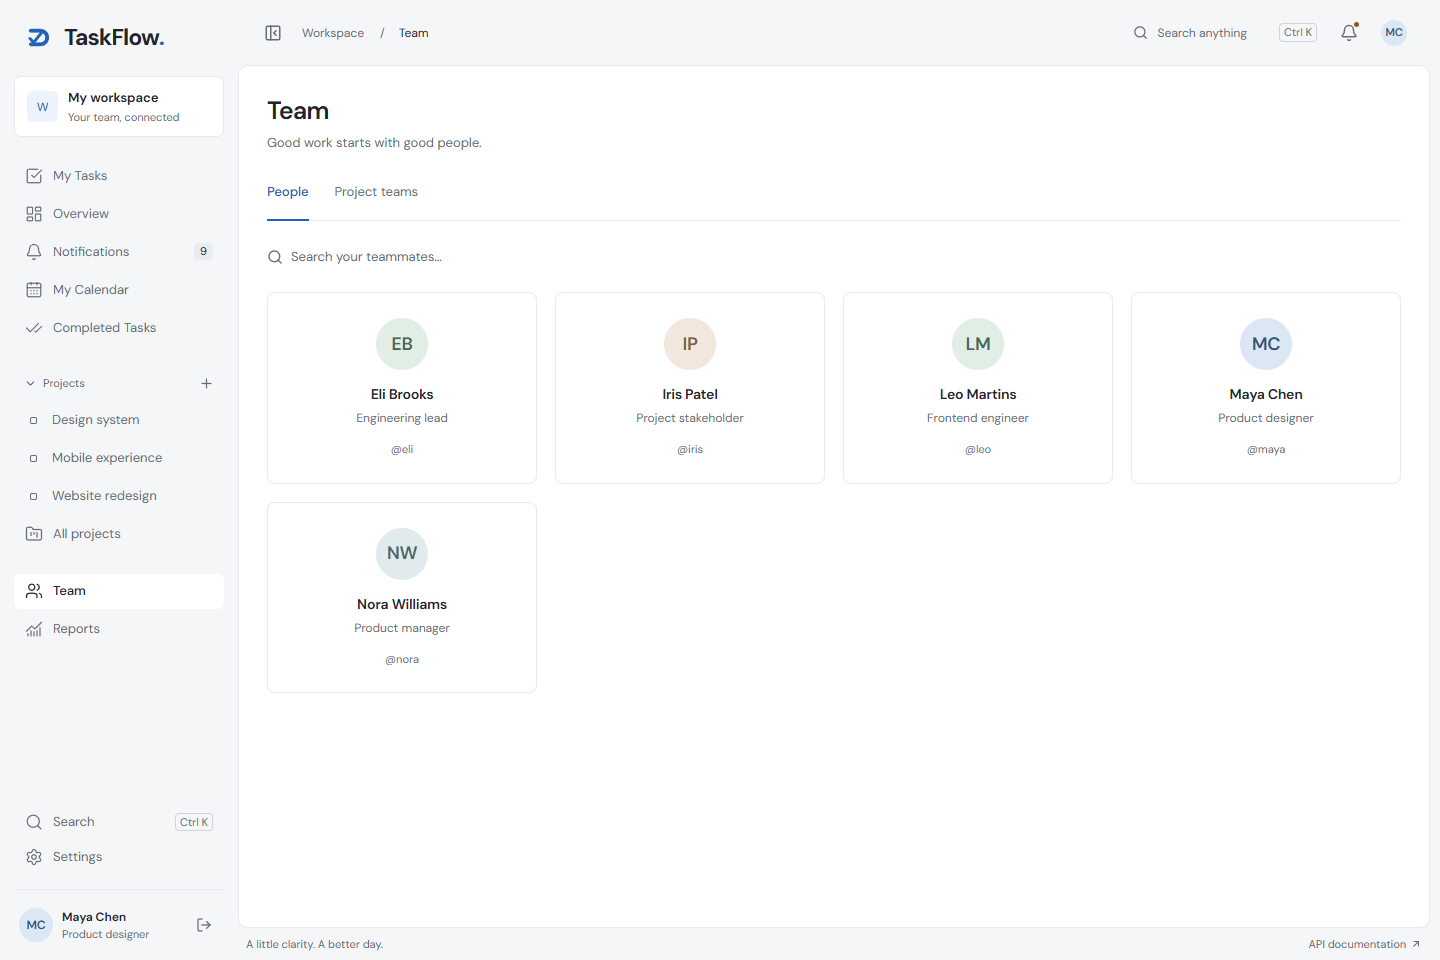 TaskFlow.
W
My workspace
Your team, connected
My Tasks
Overview
Notifications 9
My Calendar
Completed Tasks
Projects
Design system
Mobile experience
Website redesign
All projects
Team
Reports
Search Ctrl K
Settings
MC
Maya Chen
Product designer
Workspace / Team
Search anything Ctrl K
MC
Team
Good work starts with good people.
People Project teams
Search your teammates...
EB
Eli Brooks
Engineering lead
@eli
IP
Iris Patel
Project stakeholder
@iris
LM
Leo Martins
Frontend engineer
@leo
MC
Maya Chen
Product designer
@maya
NW
Nora Williams
Product manager
@nora
A little clarity. A better day.
API documentation